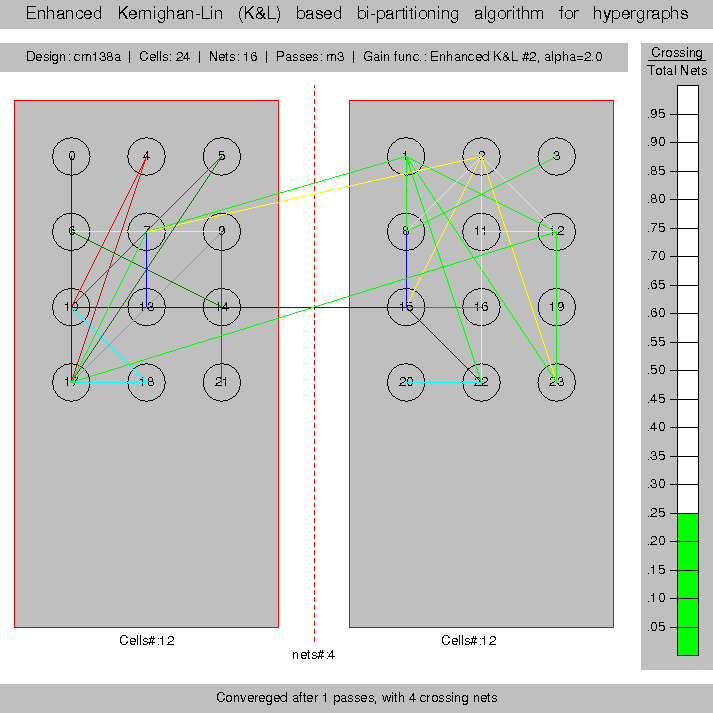 Enhanced Kernighan-Lin (K&L) based bi-partitioning algorithm for hypergraphs
Design: cm138a | Cells: 24 | Nets: 16 | Passes: m3 | Gain func.: Enhanced K&L #2, alpha=2.0
Crossing
Total Nets
0 4 5 1 2 3
6 7 9 8 11 12
10 13 14 15 16 19
17 18 21 20 22 23
.95
.90
.85
.80
.75
.70
.65
.60
.55
.50
.45
.40
.35
.30
.25
.20
.15
.10
.05
Cells#:12
Cells#:12
nets#:4
Convereged after 1 passes, with 4 crossing nets